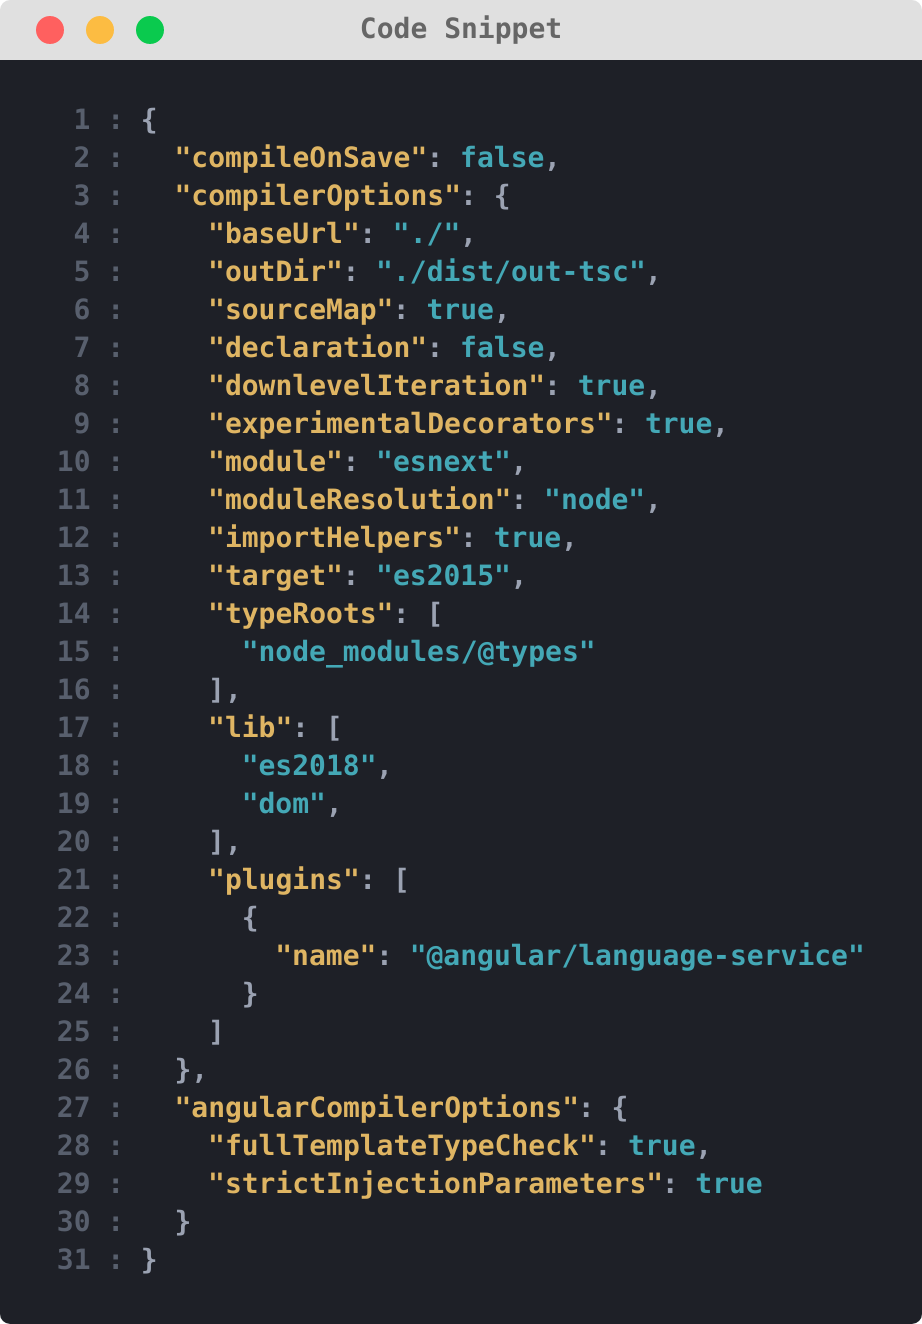 Code Snippet
1 : {
2 :   "compileOnSave": false,
3 :   "compilerOptions": {
4 :     "baseUrl": "./",
5 :     "outDir": "./dist/out-tsc",
6 :     "sourceMap": true,
7 :     "declaration": false,
8 :     "downlevelIteration": true,
9 :     "experimentalDecorators": true,
10 :     "module": "esnext",
11 :     "moduleResolution": "node",
12 :     "importHelpers": true,
13 :     "target": "es2015",
14 :     "typeRoots": [
15 :       "node_modules/@types"
16 :     ],
17 :     "lib": [
18 :       "es2018",
19 :       "dom",
20 :     ],
21 :     "plugins": [
22 :       {
23 :         "name": "@angular/language-service"
24 :       }
25 :     ]
26 :   },
27 :   "angularCompilerOptions": {
28 :     "fullTemplateTypeCheck": true,
29 :     "strictInjectionParameters": true
30 :   }
31 : }